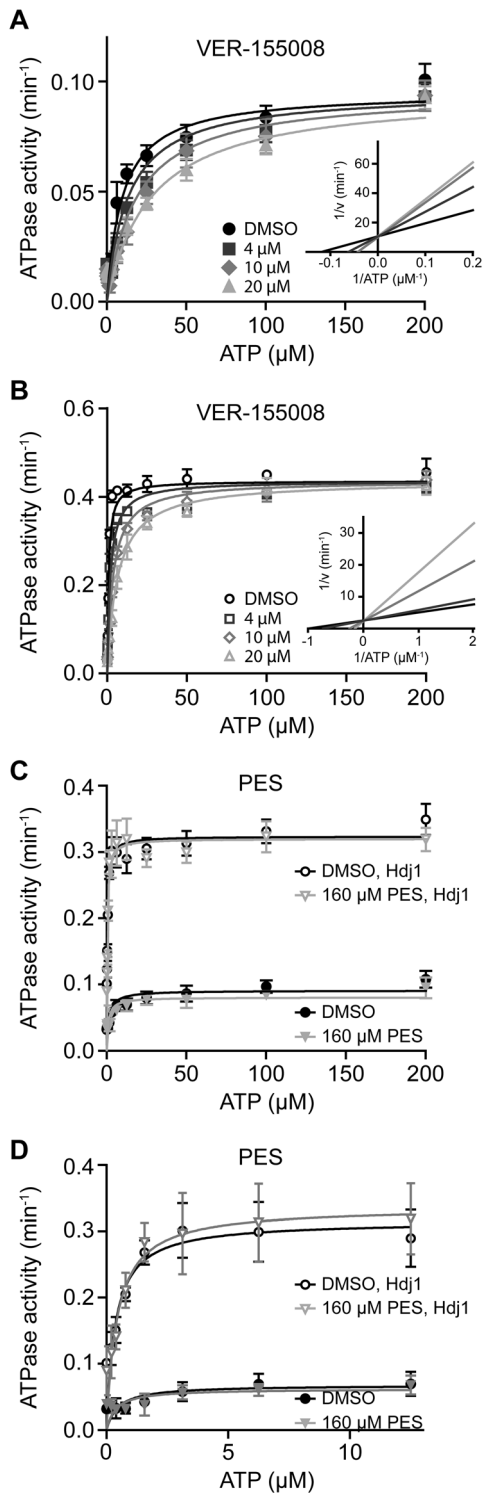 A
VER-155008
ATPase activity (min-1)
0.10
0.05
0.00
0 50 100 150 200
ATP (µM)
DMSO
4 µM
10 µM
20 µM
1/v (min-1)
60
40
20
-0.1 0.0 0.1 0.2
1/ATP (µM-1)
B
VER-155008
ATPase activity (min-1)
0.6
0.4
0.2
0.0
0 50 100 150 200
ATP (µM)
DMSO
4 µM
10 µM
20 µM
1/v (min-1)
30
20
10
-1 0 1 2
1/ATP (µM-1)
C
PES
ATPase activity (min-1)
0.4
0.3
0.2
0.1
0.0
0 50 100 150 200
ATP (µM)
DMSO, Hdj1
160 µM PES, Hdj1
DMSO
160 µM PES
D
PES
ATPase activity (min-1)
0.4
0.3
0.2
0.1
0.0
0 5 10
ATP (µM)
DMSO, Hdj1
160 µM PES, Hdj1
DMSO
160 µM PES